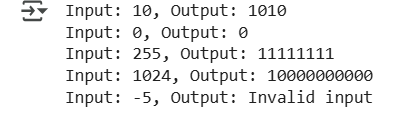 Input: 10, Output: 1010
Input: 0, Output: 0
Input: 255, Output: 11111111
Input: 1024, Output: 10000000000
Input: -5, Output: Invalid input